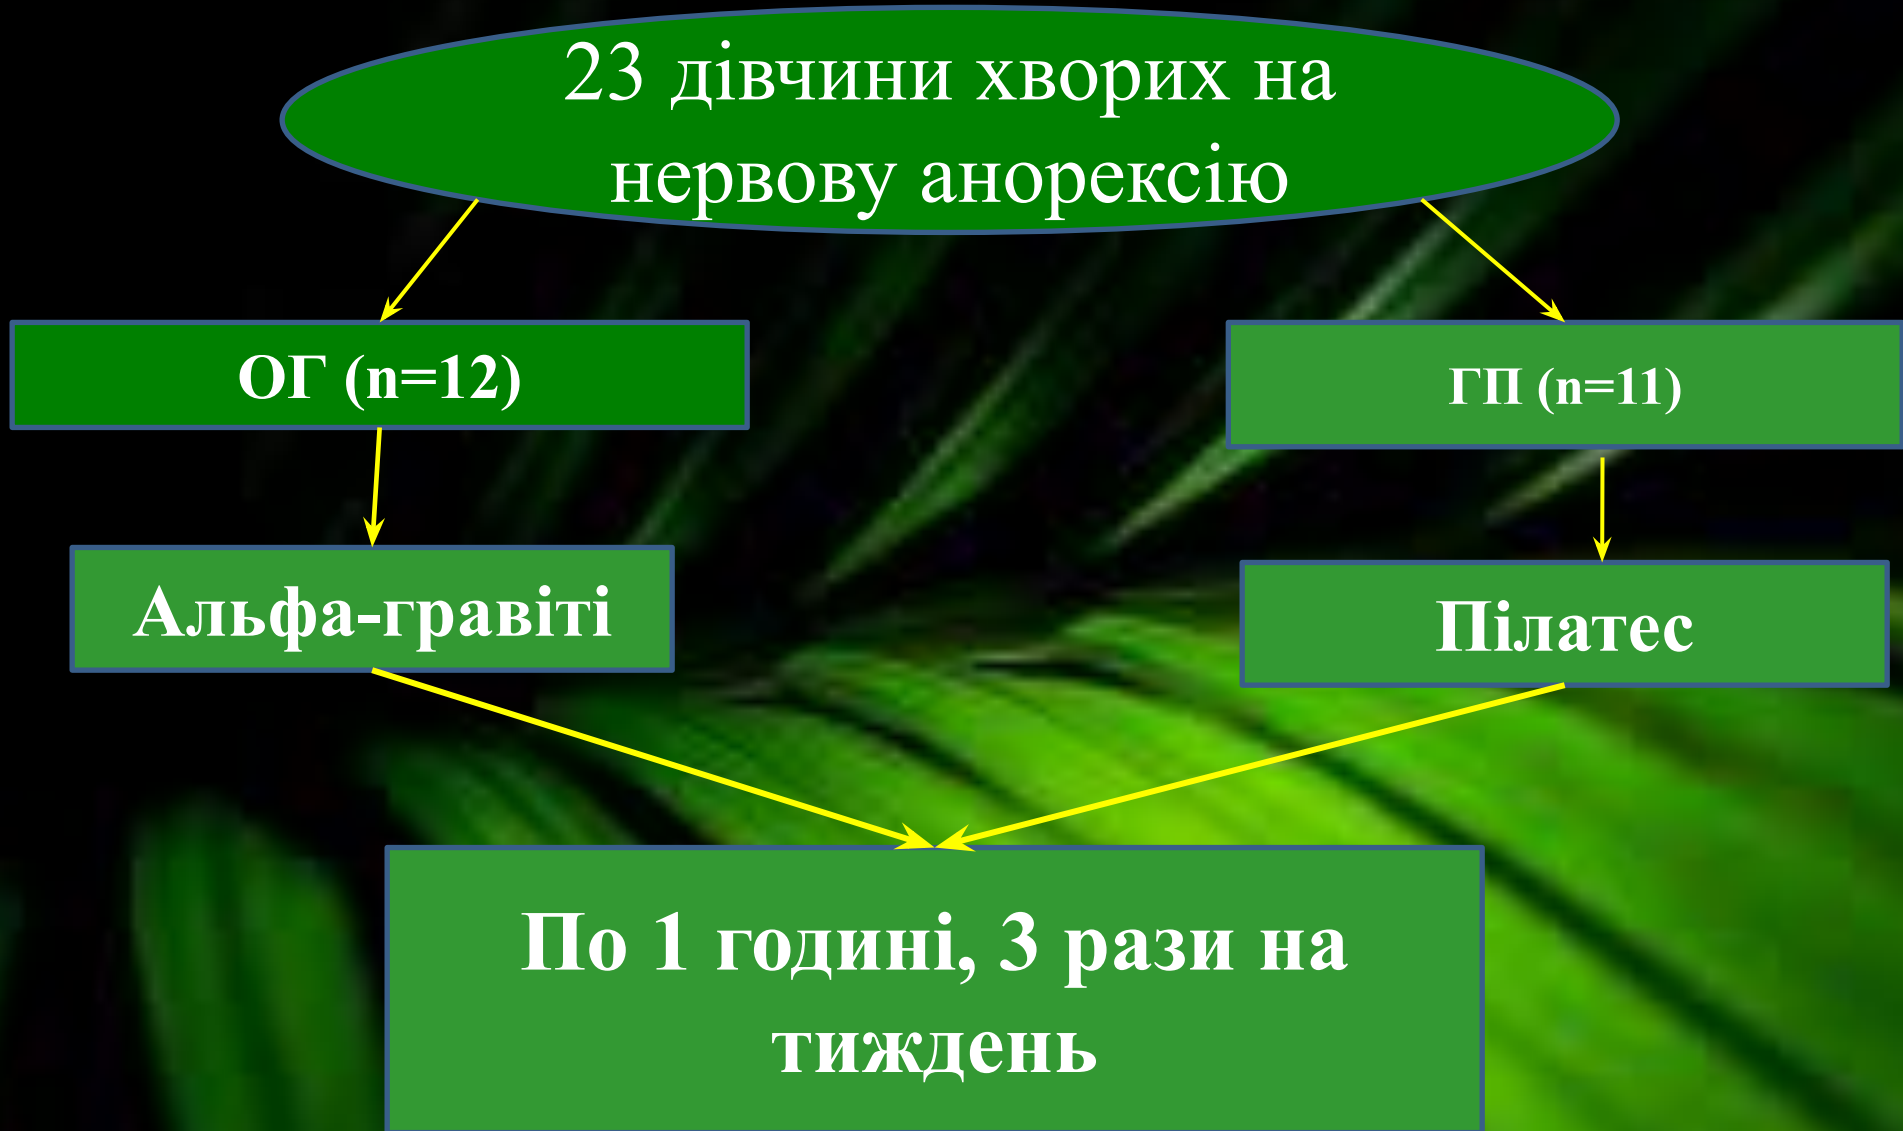 23 дівчини хворих на
нервову анорексію
ОГ (n=12)
ГП (n=11)
Альфа-гравіті
Пілатес
По 1 годині, 3 рази на
тиждень